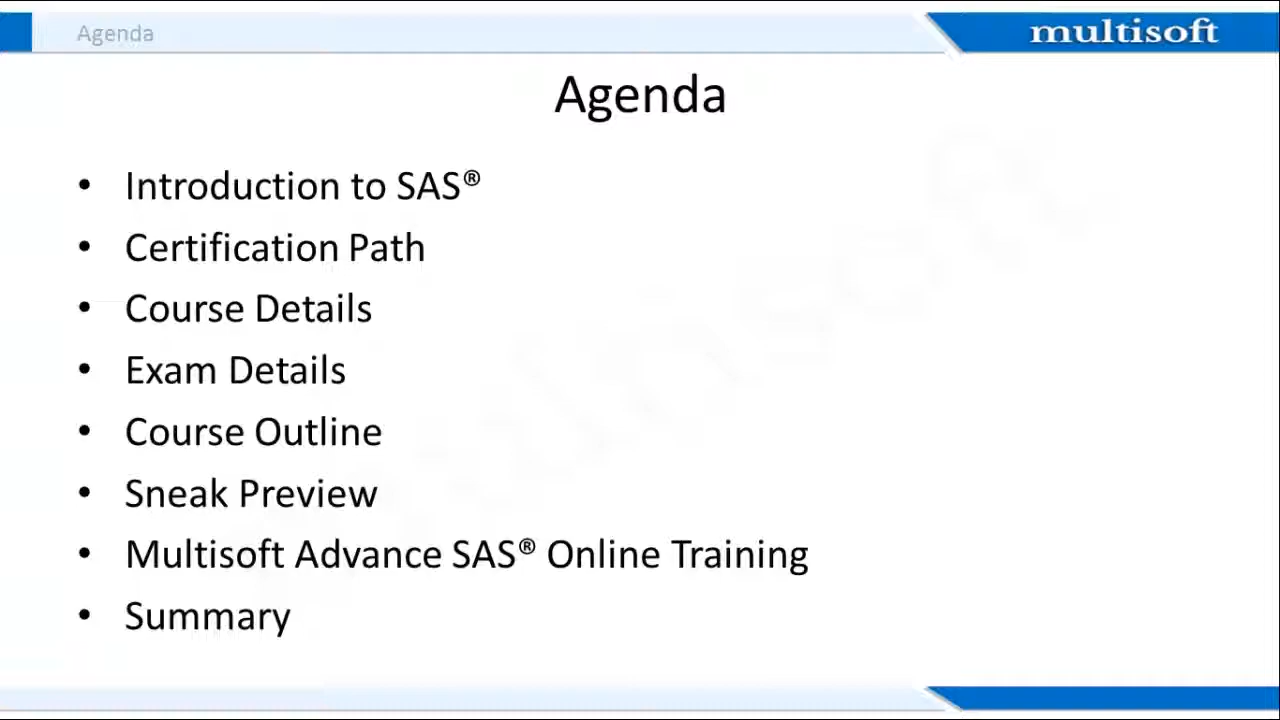 Agenda
multisoft
Agenda
• Introduction to SAS®
• Certification Path
• Course Details
• Exam Details
• Course Outline
• Sneak Preview
• Multisoft Advance SAS® Online Training
• Summary